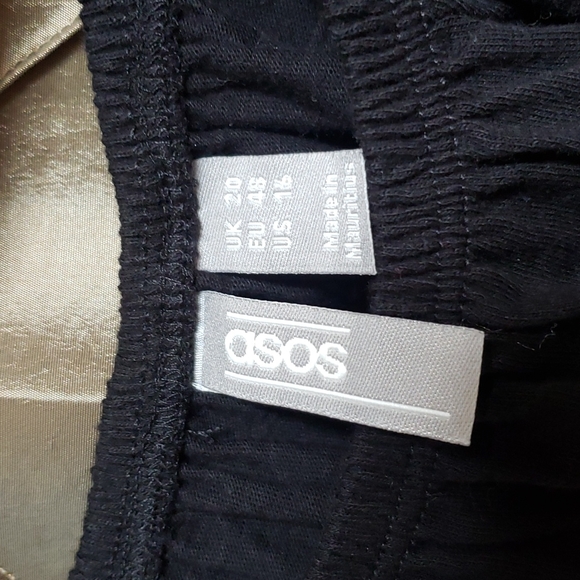 UK 20
EU 48
US 16
Made in
Mauritius
asos